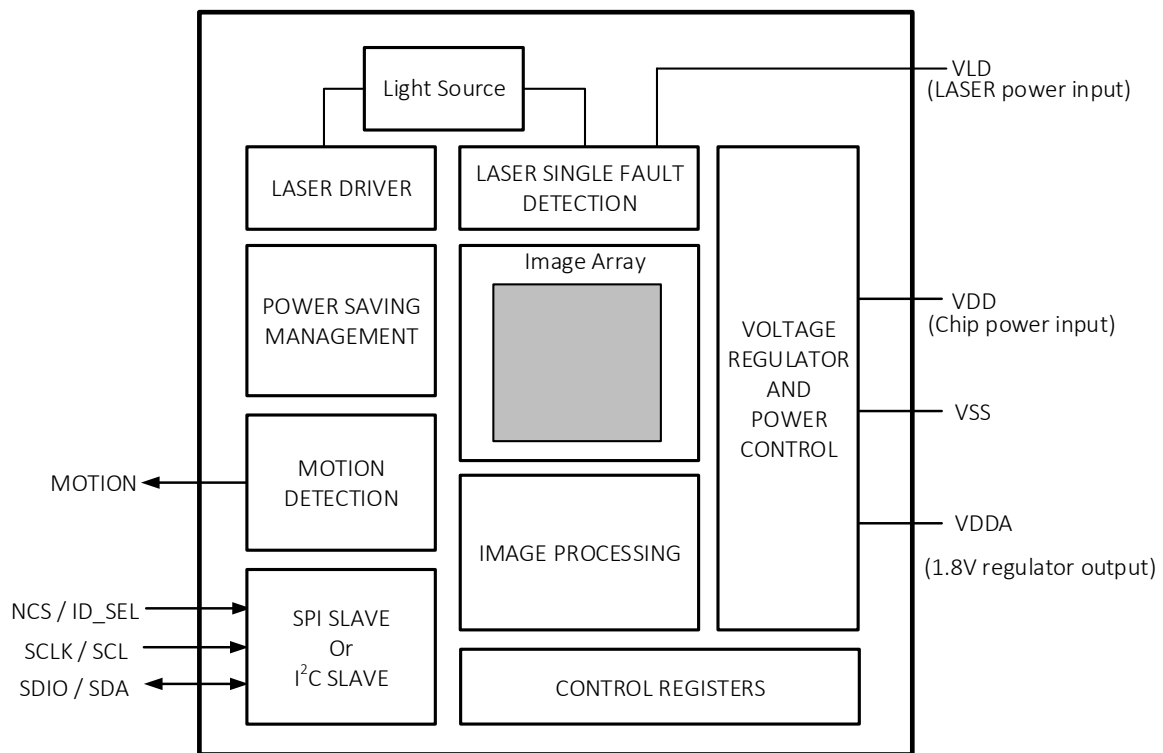 Light Source
VLD
(LASER power input)
LASER DRIVER
LASER SINGLE FAULT
DETECTION
POWER SAVING
MANAGEMENT
Image Array
VOLTAGE
REGULATOR
AND
POWER
CONTROL
VDD
(Chip power input)
VSS
VDDA
(1.8V regulator output)
MOTION
MOTION
DETECTION
IMAGE PROCESSING
NCS / ID_SEL
SCLK / SCL
SDIO / SDA
SPI SLAVE
Or
I²C SLAVE
CONTROL REGISTERS